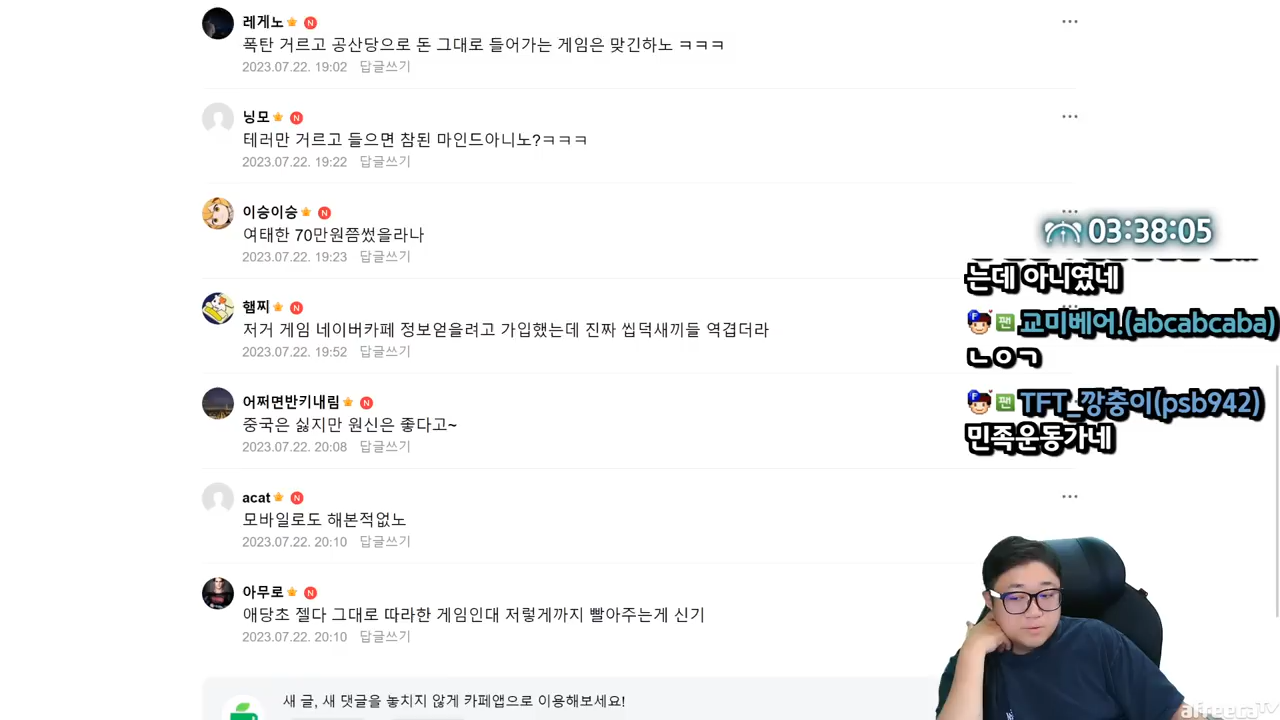 레게노 N
폭탄 거르고 공산당으로 돈 그대로 들어가는 게임은 맞긴하노 ㅋㅋㅋ
2023.07.22. 19:02 답글쓰기
닝모 N
테러만 거르고 들으면 참된 마인드아니노?ㅋㅋㅋ
2023.07.22. 19:22 답글쓰기
이승이승 N
여태한 70만원쯤썼을라나
2023.07.22. 19:23 답글쓰기
03:38:05
는데 아니였네
햄찌 N
저거 게임 네이버카페 정보얻을려고 가입했는데 진짜 씹덕새끼들 역겹더라
2023.07.22. 19:52 답글쓰기
F 팬 교미베어.(abcabcaba)
ㄴㅇㄱ
어쩌면반키내림 N
중국은 싫지만 원신은 좋다고~
2023.07.22. 20:08 답글쓰기
F 팬 TFT_깡충이(psb942)
민족운동가네
acat N
모바일로도 해본적없노
2023.07.22. 20:10 답글쓰기
아무로 N
애당초 젤다 그대로 따라한 게임인대 저렇게까지 빨아주는게 신기
2023.07.22. 20:10 답글쓰기
새 글, 새 댓글을 놓치지 않게 카페앱으로 이용해보세요!
afreecaTV